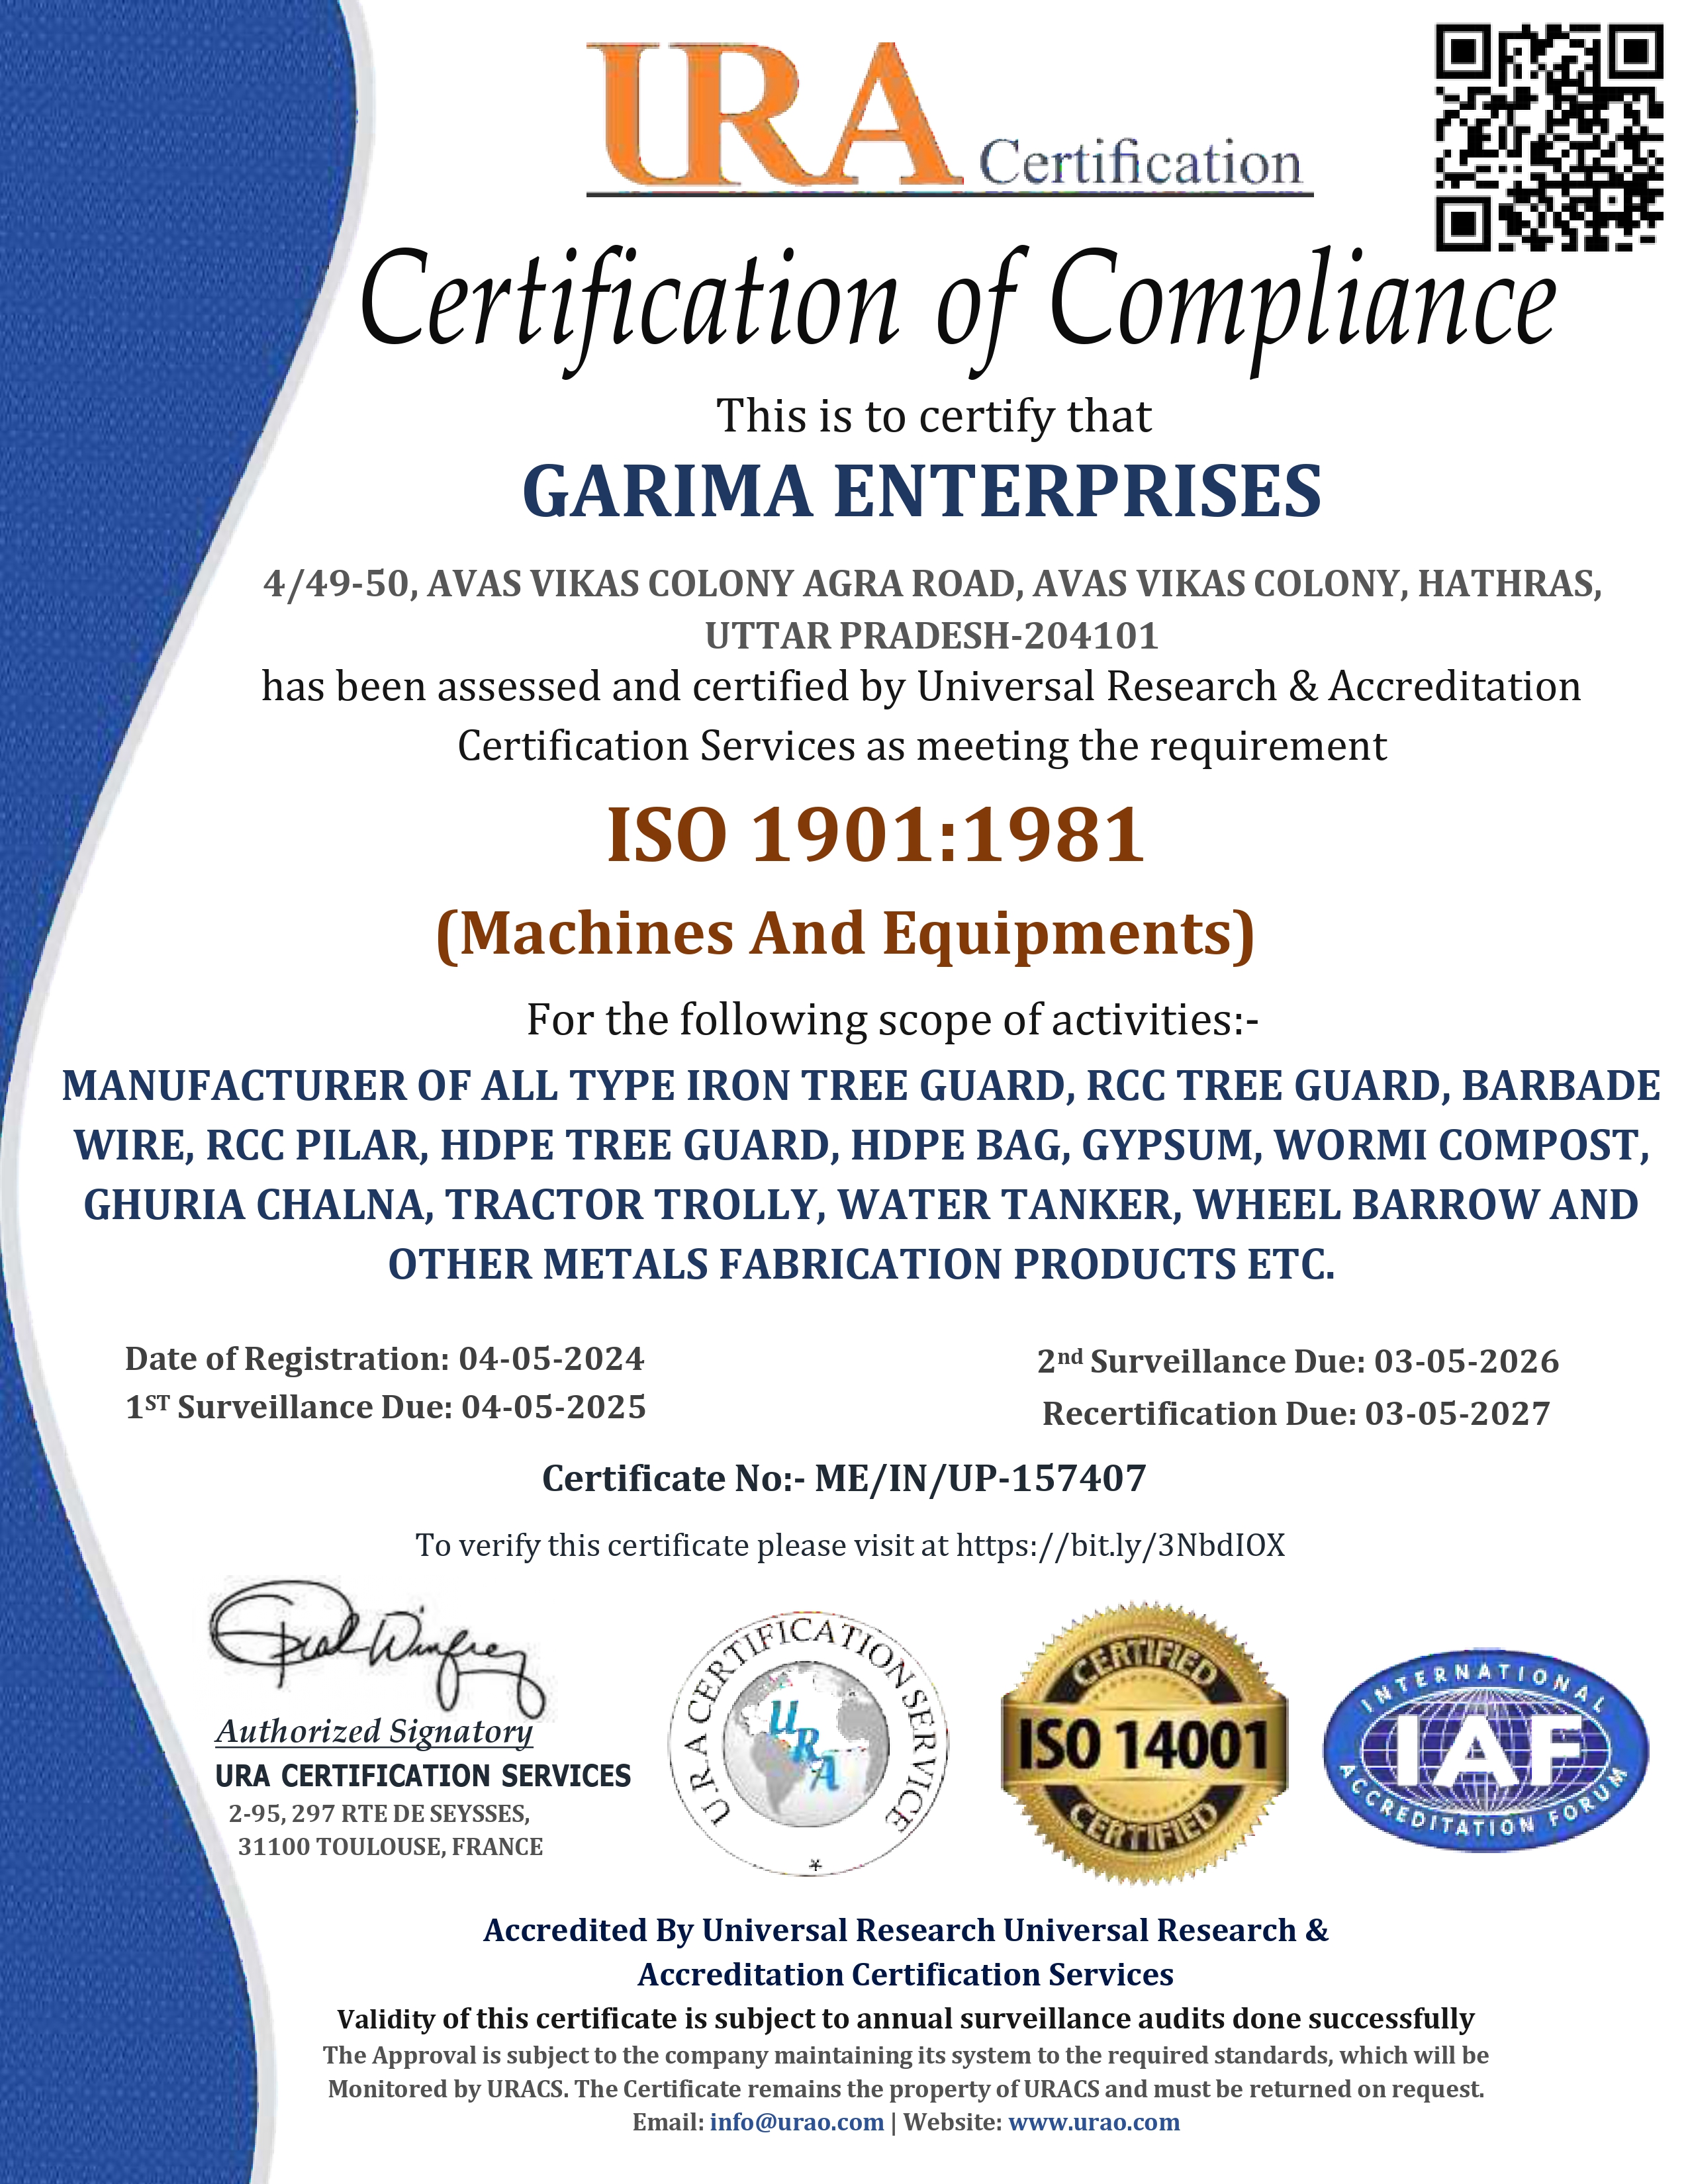 URA Certification
Certification of Compliance
This is to certify that
GARIMA ENTERPRISES
4/49-50, AVAS VIKAS COLONY AGRA ROAD, AVAS VIKAS COLONY, HATHRAS,
UTTAR PRADESH-204101
has been assessed and certified by Universal Research & Accreditation
Certification Services as meeting the requirement
ISO 1901:1981
(Machines And Equipments)
For the following scope of activities:-
MANUFACTURER OF ALL TYPE IRON TREE GUARD, RCC TREE GUARD, BARBADE
WIRE, RCC PILAR, HDPE TREE GUARD, HDPE BAG, GYPSUM, WORMI COMPOST,
GHURIA CHALNA, TRACTOR TROLLY, WATER TANKER, WHEEL BARROW AND
OTHER METALS FABRICATION PRODUCTS ETC.
Date of Registration: 04-05-2024
1ST Surveillance Due: 04-05-2025
2nd Surveillance Due: 03-05-2026
Recertification Due: 03-05-2027
Certificate No:- ME/IN/UP-157407
To verify this certificate please visit at https://bit.ly/3NbdIOX
Authorized Signatory
URA CERTIFICATION SERVICES
2-95, 297 RTE DE SEYSSES,
31100 TOULOUSE, FRANCE
URA CERTIFICATION SERVICE
URA
*
CERTIFIED
ISO 14001
CERTIFIED
INTERNATIONAL
IAF
ACCREDITATION FORUM
Accredited By Universal Research Universal Research &
Accreditation Certification Services
Validity of this certificate is subject to annual surveillance audits done successfully
The Approval is subject to the company maintaining its system to the required standards, which will be
Monitored by URACS. The Certificate remains the property of URACS and must be returned on request.
Email: info@urao.com | Website: www.urao.com